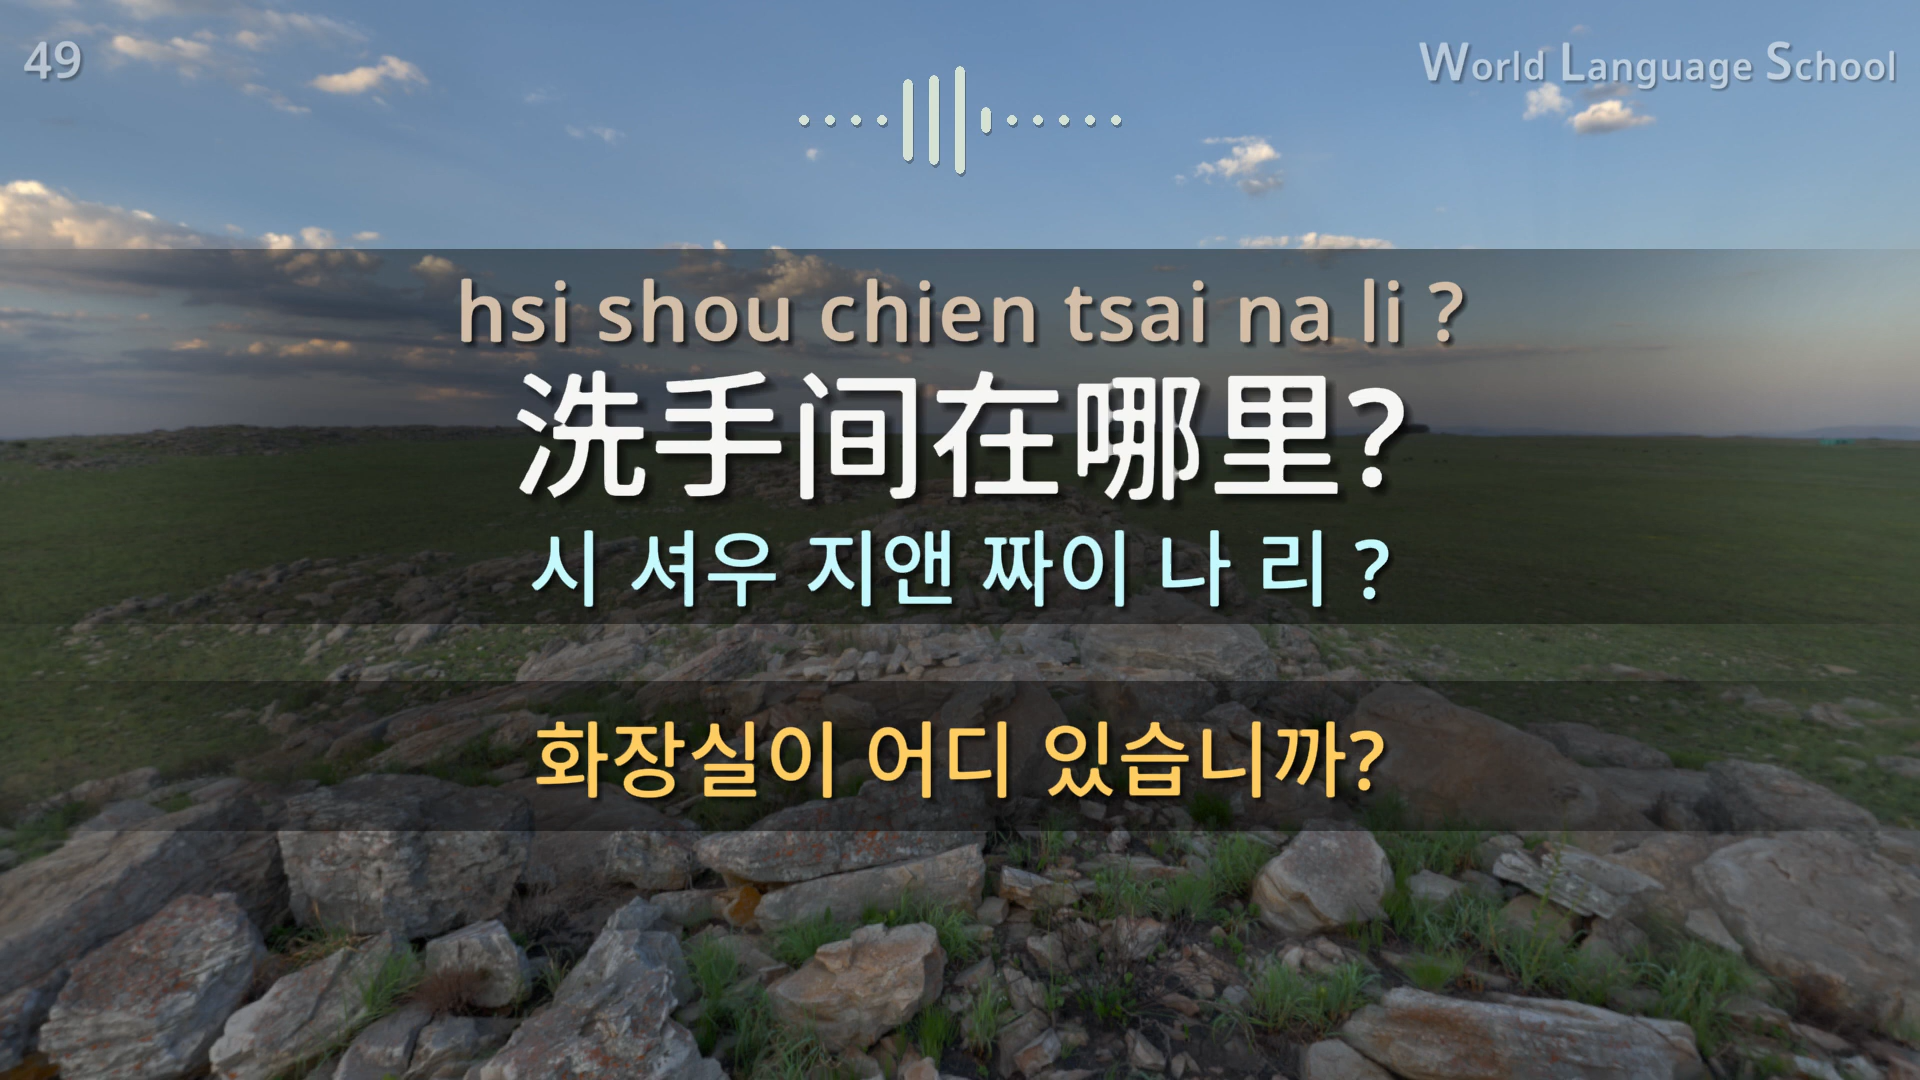 49
World Language School
hsi shou chien tsai na li ?
洗手间在哪里?
시 셔우 지앤 짜이 나 리 ?
화장실이 어디 있습니까?